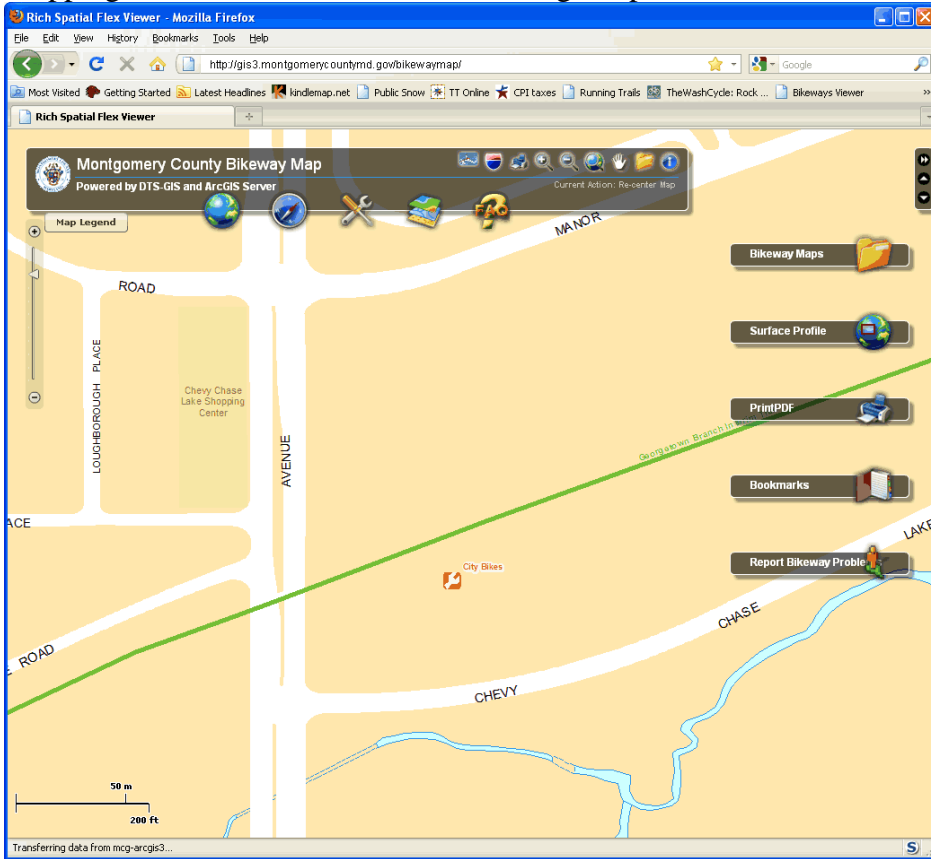 Rich Spatial Flex Viewer - Mozilla Firefox
File Edit View History Bookmarks Tools Help
http://gis3.montgomerycountymd.gov/bikewaymap/
Google
Most Visited Getting Started Latest Headlines kindlemap.net Public Snow TT Online CPI taxes Running Trails TheWashCycle: Rock ... Bikeways Viewer »
Rich Spatial Flex Viewer
Montgomery County Bikeway Map
Powered by DTS-GIS and ArcGIS Server
Current Action: Re-center Map
FAQ
Map Legend
MANOR
Bikeway Maps
ROAD
Surface Profile
LOUGHBOROUGH PLACE
Chevy Chase
Lake Shopping
Center
PrintPDF
AVENUE
Georgetown Branch
Bookmarks
ACE
LAKE
City Bikes
Report Bikeway Proble
CHASE
E ROAD
CHEVY
50 m
200 ft
Transferring data from mcg-arcgis3...